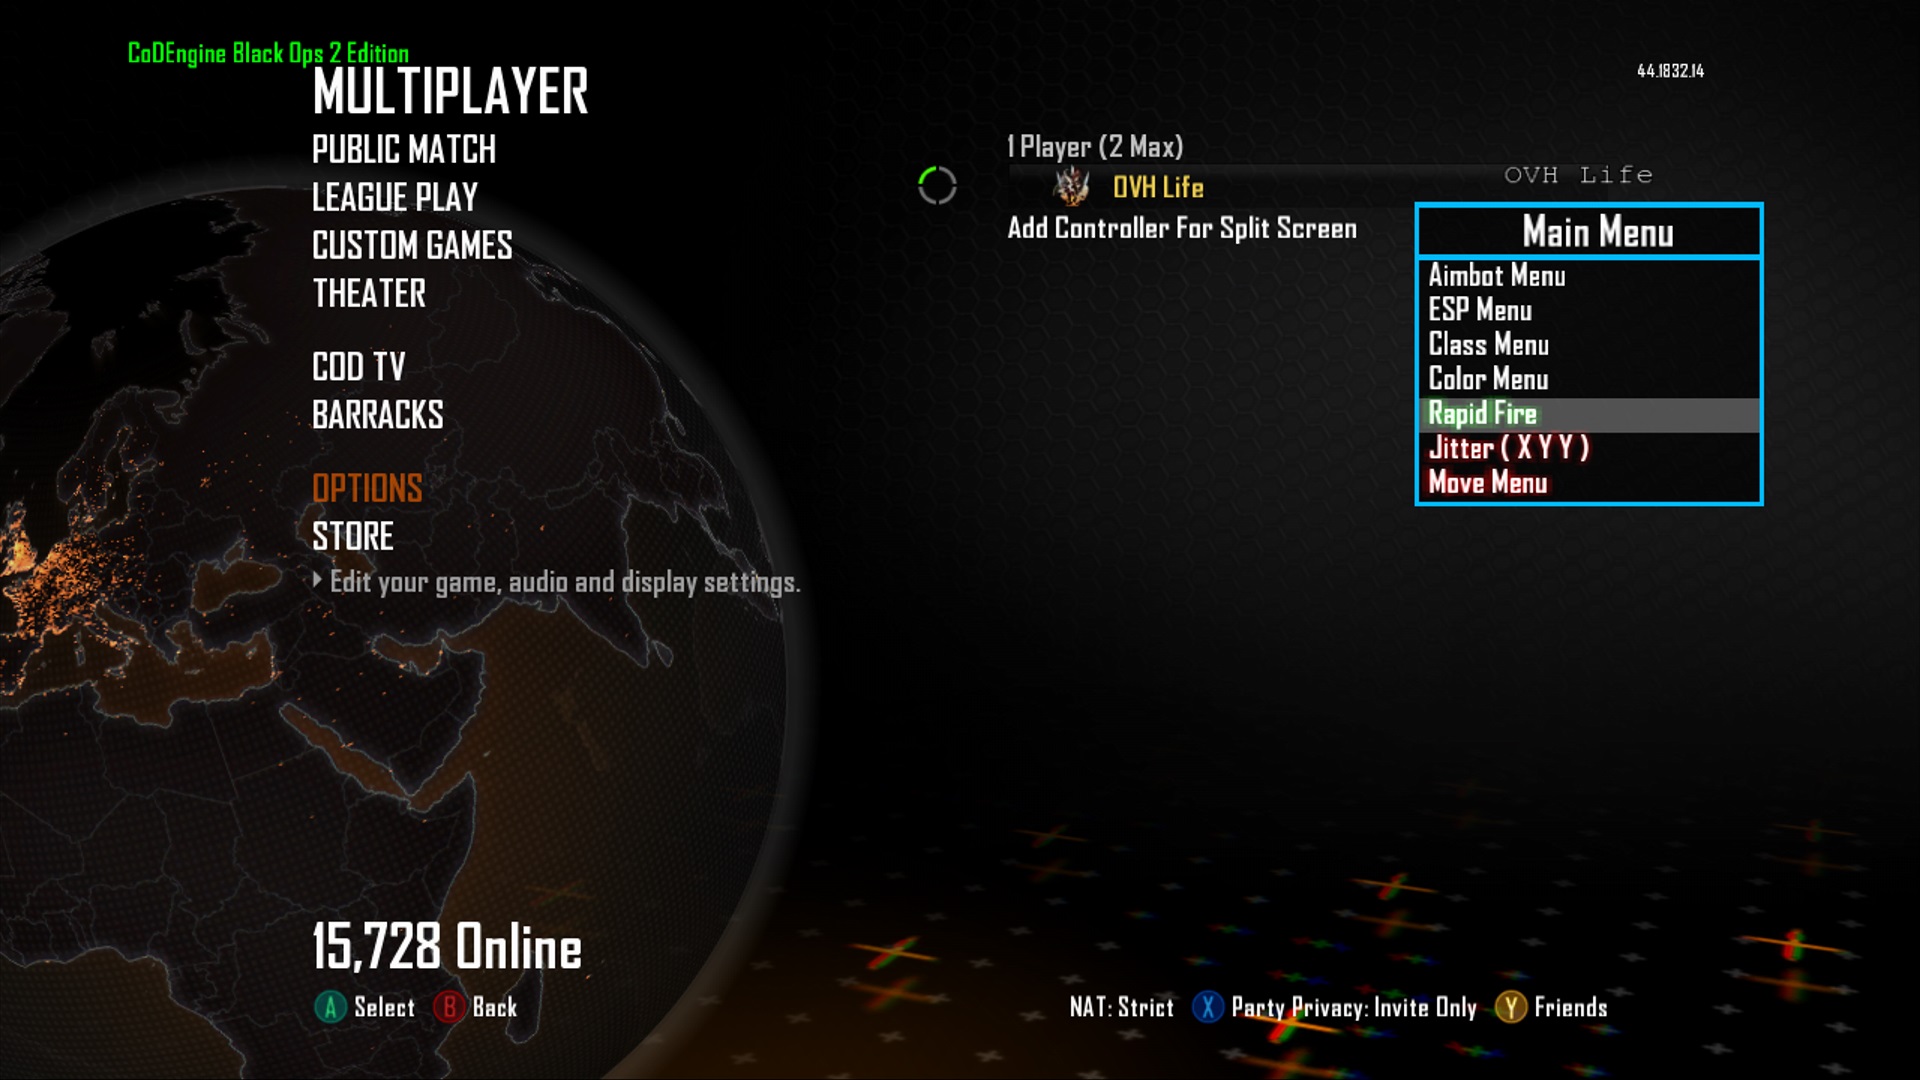 CoDEngine Black Ops 2 Edition
MULTIPLAYER
PUBLIC MATCH
LEAGUE PLAY
CUSTOM GAMES
THEATER
COD TV
BARRACKS
OPTIONS
STORE
Edit your game, audio and display settings.
15,728 Online
A Select B Back
44.1832.14
1 Player (2 Max)
OVH Life
Add Controller For Split Screen
OVH Life
Main Menu
Aimbot Menu
ESP Menu
Class Menu
Color Menu
Rapid Fire
Jitter ( X Y Y )
Move Menu
NAT: Strict X Party Privacy: Invite Only Y Friends